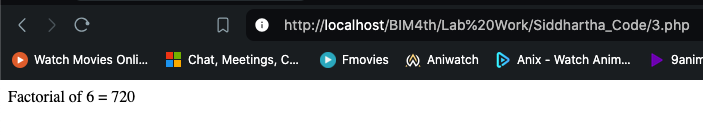 http://localhost/BIM4th/Lab%20Work/Siddhartha_Code/3.php
Watch Movies Onli... Chat, Meetings, C... Fmovies Aniwatch Anix - Watch Anim... 9anim
Factorial of 6 = 720